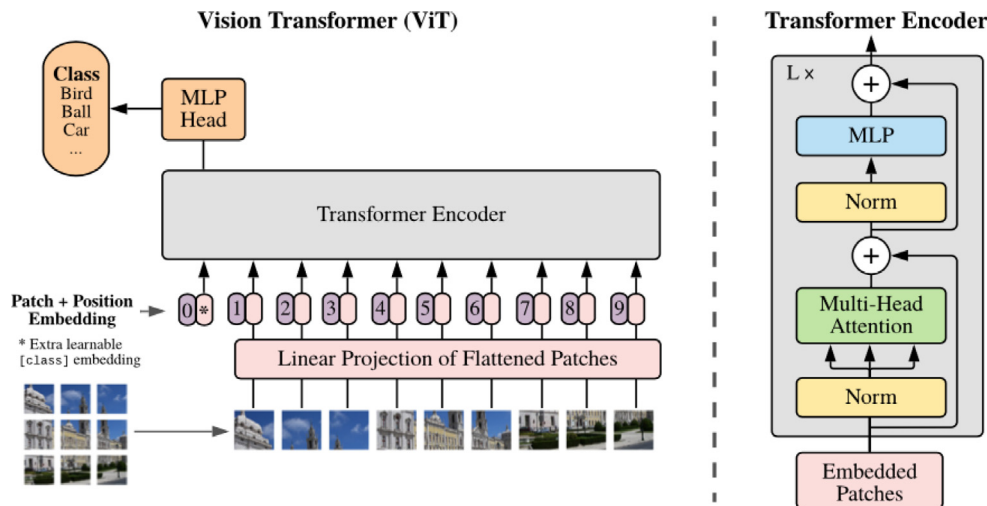 Vision Transformer (ViT)
Class
Bird
Ball
Car
...
MLP
Head
Transformer Encoder
Patch + Position
Embedding
0 * 1 2 3 4 5 6 7 8 9
* Extra learnable
[class] embedding
Linear Projection of Flattened Patches
Transformer Encoder
L ×
+
MLP
Norm
+
Multi-Head
Attention
Norm
Embedded
Patches